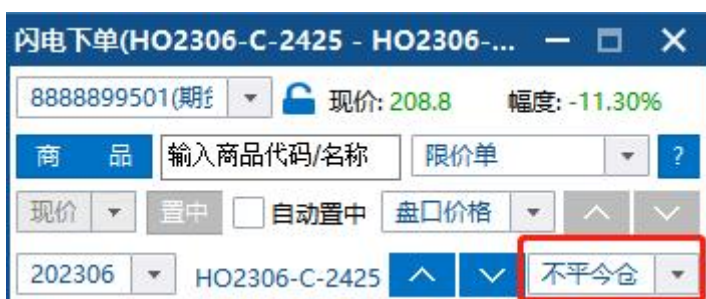 闪电下单(HO2306-C-2425 - HO2306-...
8888899501(期货 现价: 208.8 幅度: -11.30%
商 品 输入商品代码/名称 限价单 ?
现价 置中 自动置中 盘口价格
202306 HO2306-C-2425 不平今仓